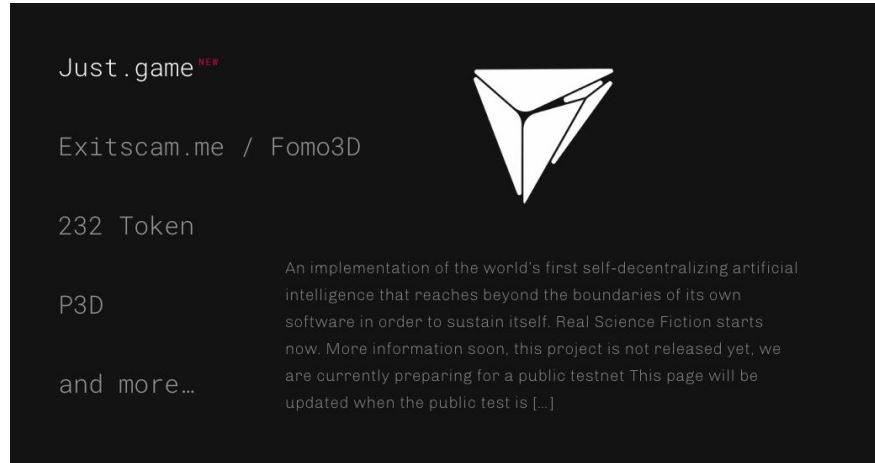 Just.game NEW
Exitscam.me / Fomo3D
232 Token
P3D
and more…
An implementation of the world's first self-decentralizing artificial
intelligence that reaches beyond the boundaries of its own
software in order to sustain itself. Real Science Fiction starts
now. More information soon, this project is not released yet, we
are currently preparing for a public testnet This page will be
updated when the public test is […]